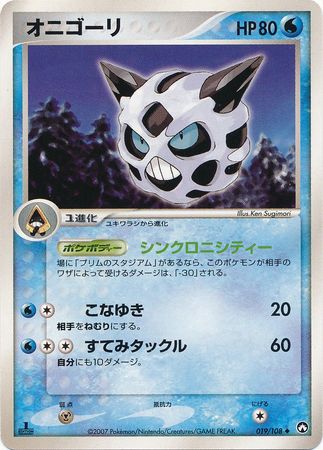 オニゴーリ HP80
Illus.Ken Sugimori
1進化 ユキワラシから進化
ポケボディー シンクロニシティー
場に「プリムのスタジアム」があるなら、このポケモンが相手の
ワザによって受けるダメージは、「-30」される。
こなゆき 20
相手をねむりにする。
すてみタックル 60
自分にも10ダメージ。
弱点 抵抗力 にげる
1 EDITION
©2007 Pokémon/Nintendo/Creatures/GAME FREAK.
019/108